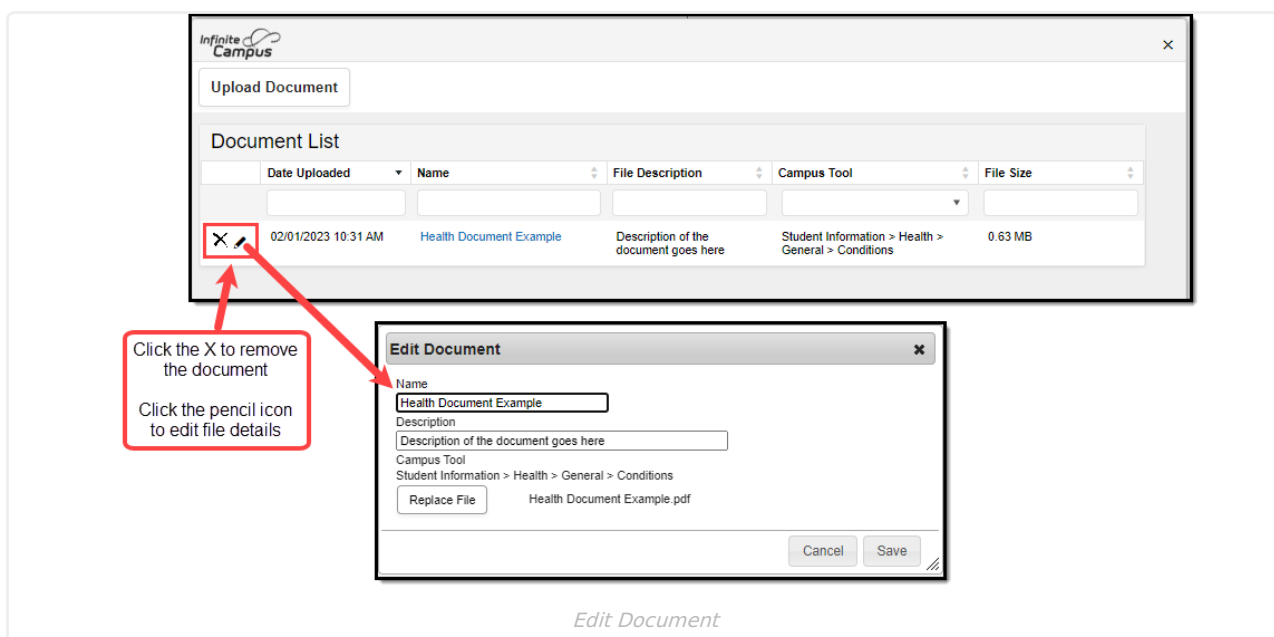 Infinite
Campus
Upload Document
Document List
Date Uploaded Name File Description Campus Tool File Size
02/01/2023 10:31 AM Health Document Example Description of the Student Information > Health > 0.63 MB
document goes here General > Conditions
Click the X to remove
the document
Click the pencil icon
to edit file details
Edit Document
Name
Health Document Example
Description
Description of the document goes here
Campus Tool
Student Information > Health > General > Conditions
Replace File Health Document Example.pdf
Cancel Save
Edit Document